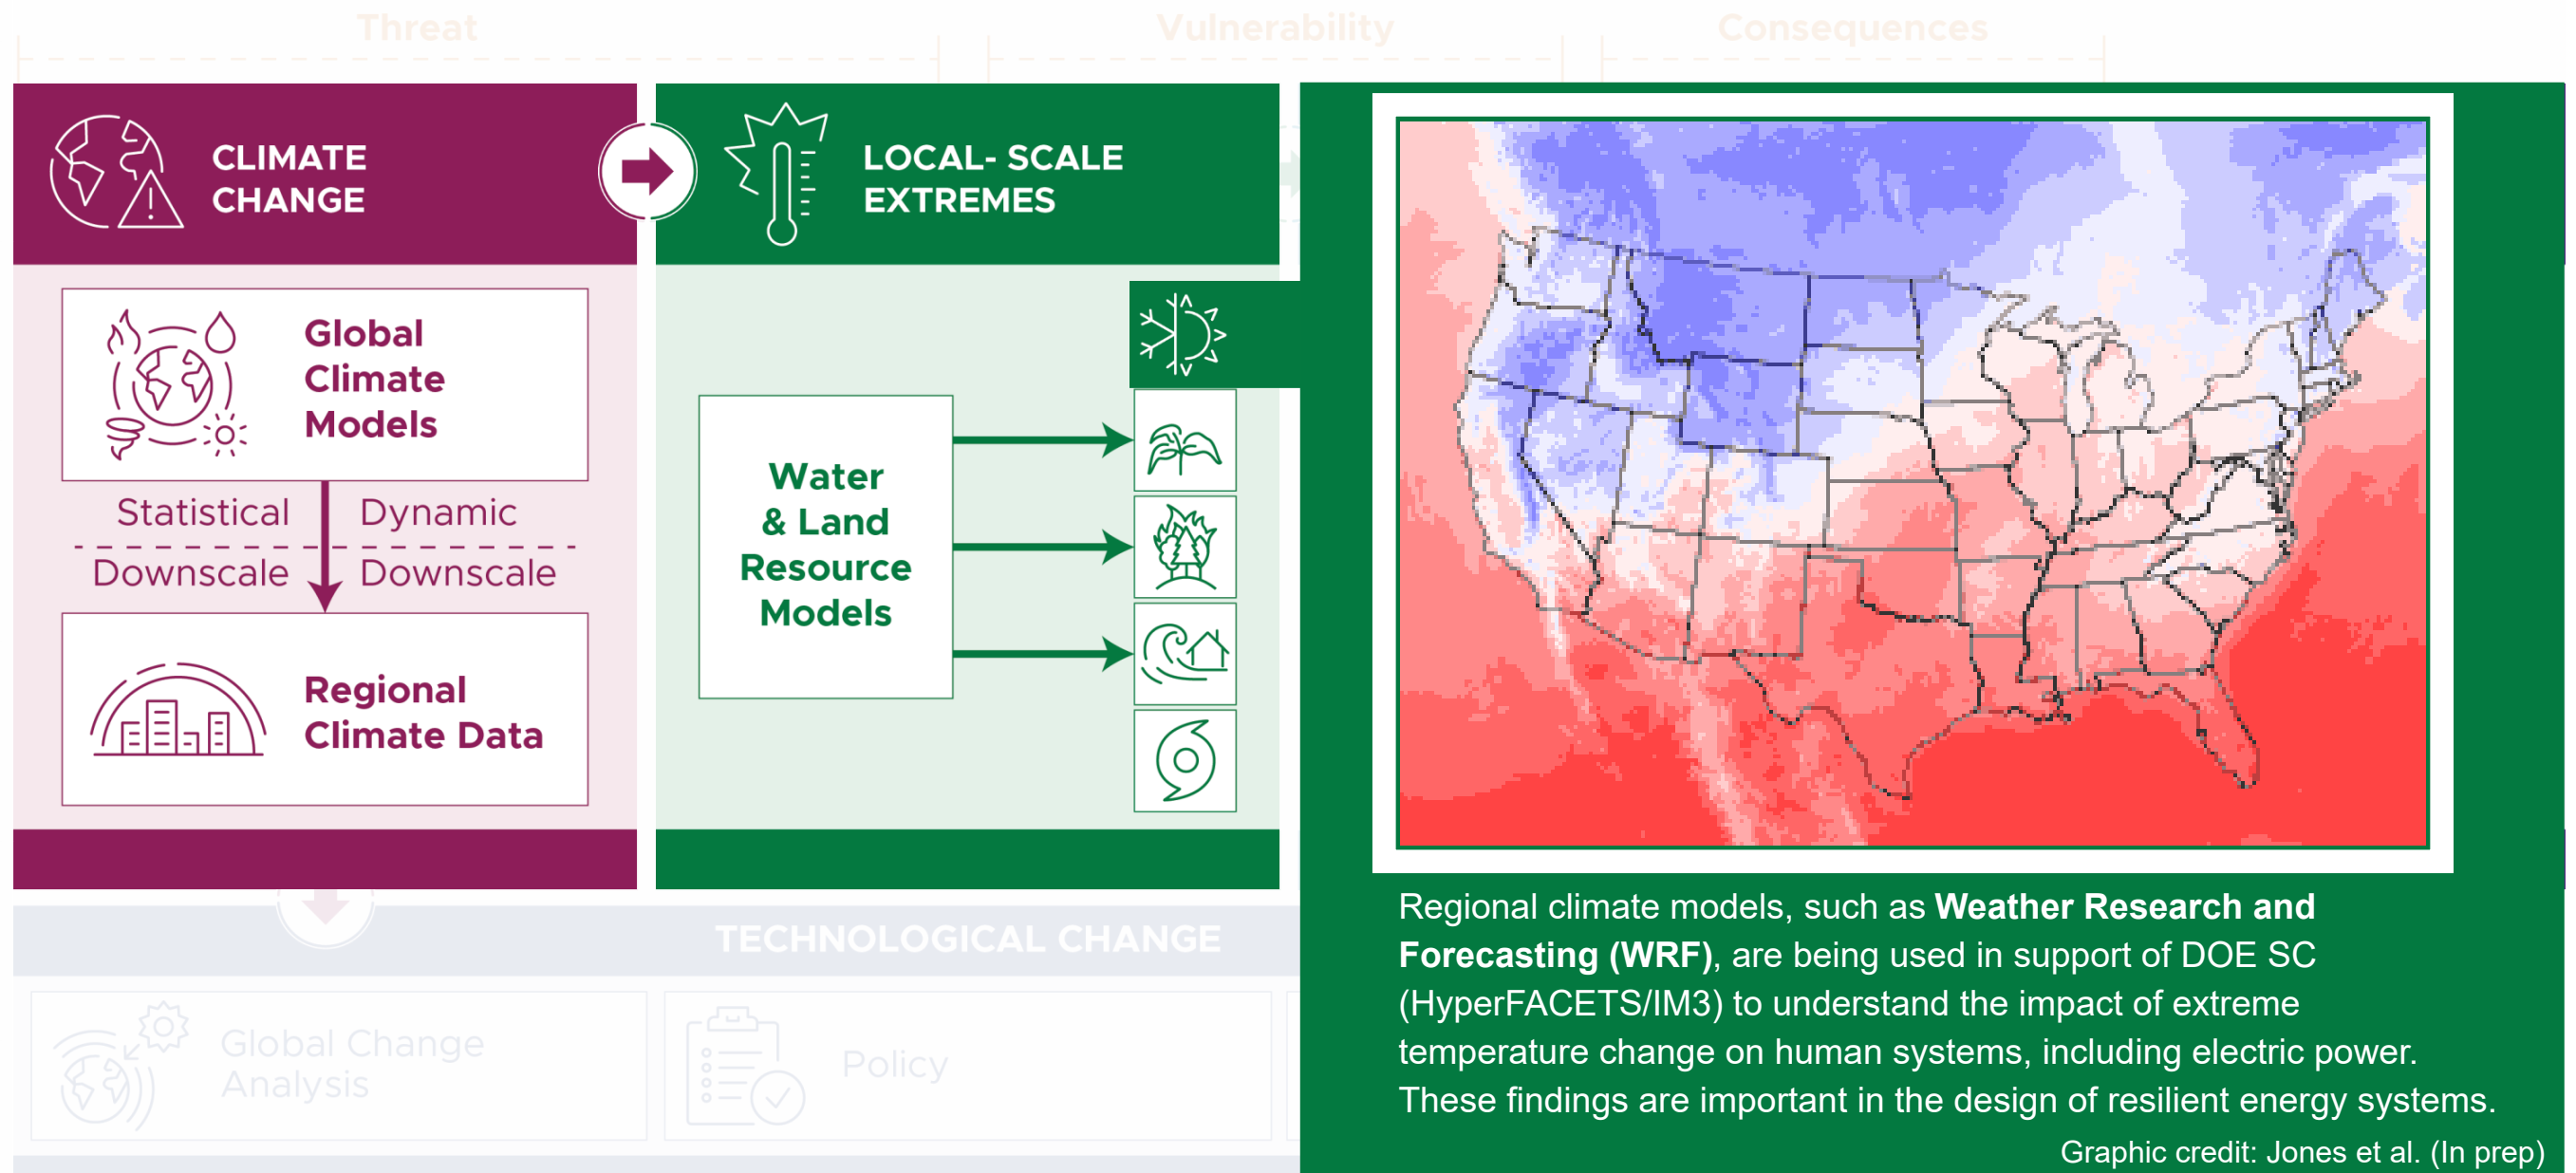 Threat
Vulnerability
Consequences
CLIMATE
CHANGE
Global
Climate
Models
Statistical
Dynamic
Downscale
Downscale
Regional
Climate Data
LOCAL- SCALE
EXTREMES
Water
& Land
Resource
Models
Regional climate models, such as Weather Research and
Forecasting (WRF), are being used in support of DOE SC
(HyperFACETS/IM3) to understand the impact of extreme
temperature change on human systems, including electric power.
These findings are important in the design of resilient energy systems.
Graphic credit: Jones et al. (In prep)
TECHNOLOGICAL CHANGE
Global Change
Analysis
Policy